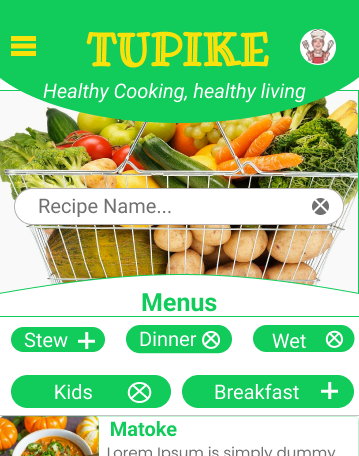 TUPIKE
Healthy Cooking, healthy living
Recipe Name...
Menus
Stew
Dinner
Wet
Kids
Breakfast
Matoke
Lorem Ipsum is simply dummy